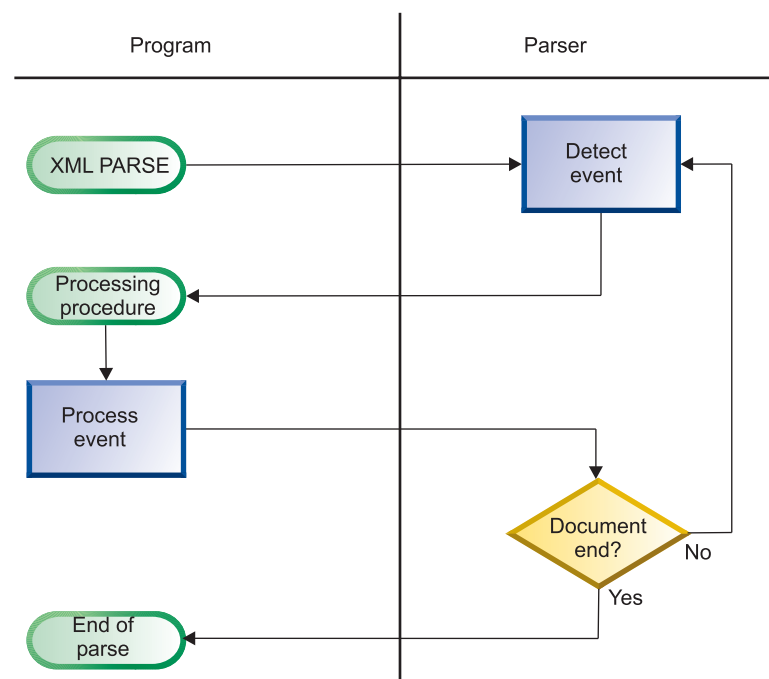 Program
Parser
XML PARSE
Detect
event
Processing
procedure
Process
event
Document
end?
No
Yes
End of
parse